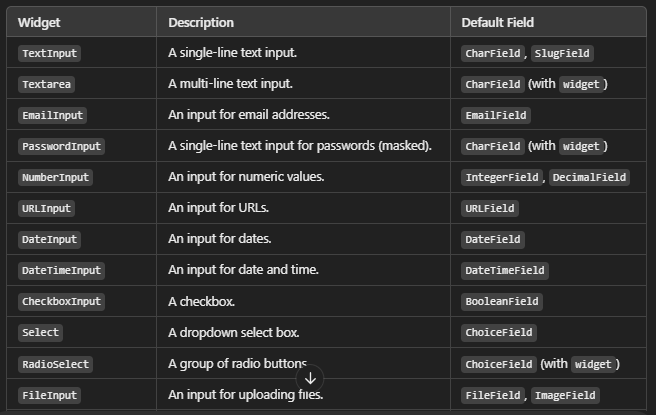 Widget Description Default Field
TextInput A single-line text input. CharField, SlugField
Textarea A multi-line text input. CharField (with widget)
EmailInput An input for email addresses. EmailField
PasswordInput A single-line text input for passwords (masked). CharField (with widget)
NumberInput An input for numeric values. IntegerField, DecimalField
URLInput An input for URLs. URLField
DateInput An input for dates. DateField
DateTimeInput An input for date and time. DateTimeField
CheckboxInput A checkbox. BooleanField
Select A dropdown select box. ChoiceField
RadioSelect A group of radio buttons ChoiceField (with widget)
FileInput An input for uploading files. FileField, ImageField